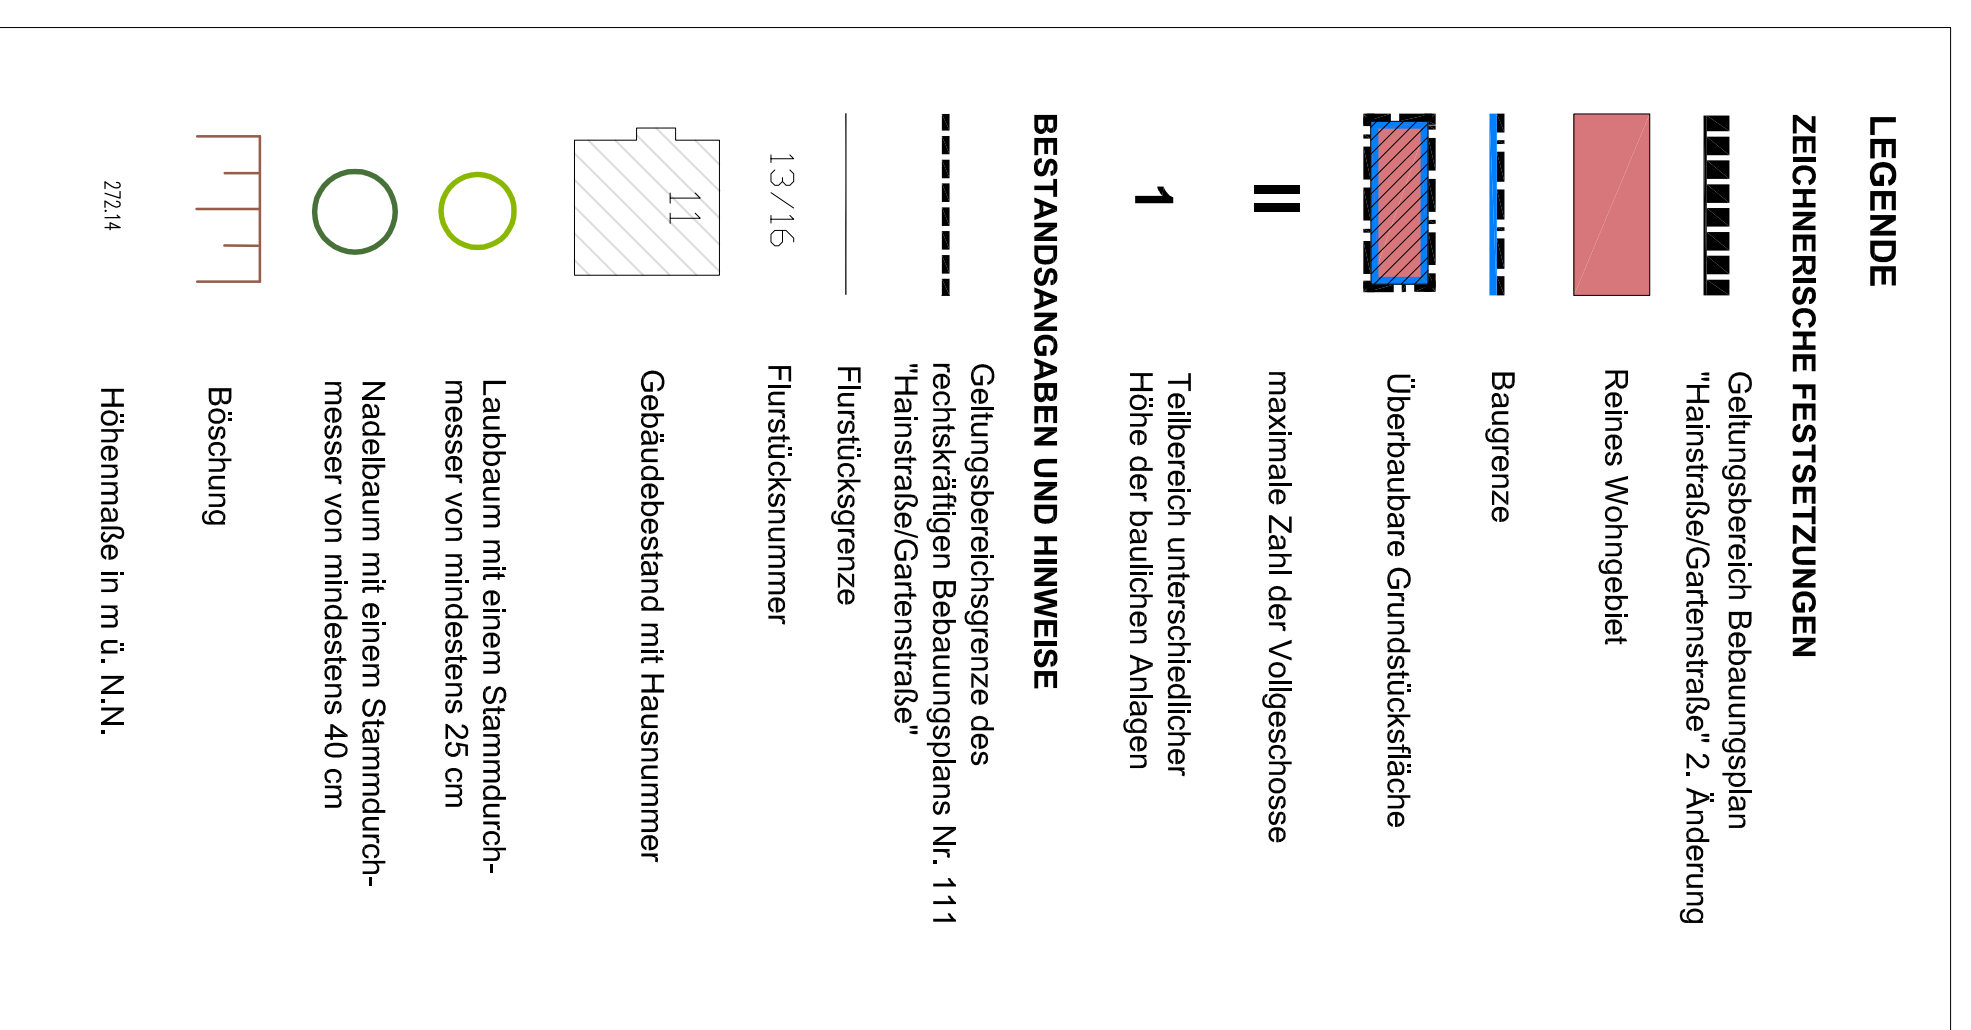 LEGENDE
ZEICHNERISCHE FESTSETZUNGEN
Geltungsbereich Bebauungsplan
"Hainstraße/Gartenstraße" 2. Änderung
Reines Wohngebiet
Baugrenze
Überbaubare Grundstücksfläche
II
maximale Zahl der Vollgeschosse
1
Teilbereich unterschiedlicher
Höhe der baulichen Anlagen
BESTANDSANGABEN UND HINWEISE
Geltungsbereichsgrenze des
rechtskräftigen Bebauungsplans Nr. 111
"Hainstraße/Gartenstraße"
Flurstücksgrenze
13/16
Flurstücksnummer
11
Gebäudebestand mit Hausnummer
Laubbaum mit einem Stammdurch-
messer von mindestens 25 cm
Nadelbaum mit einem Stammdurch-
messer von mindestens 40 cm
Böschung
272.14
Höhenmaße in m ü. N.N.